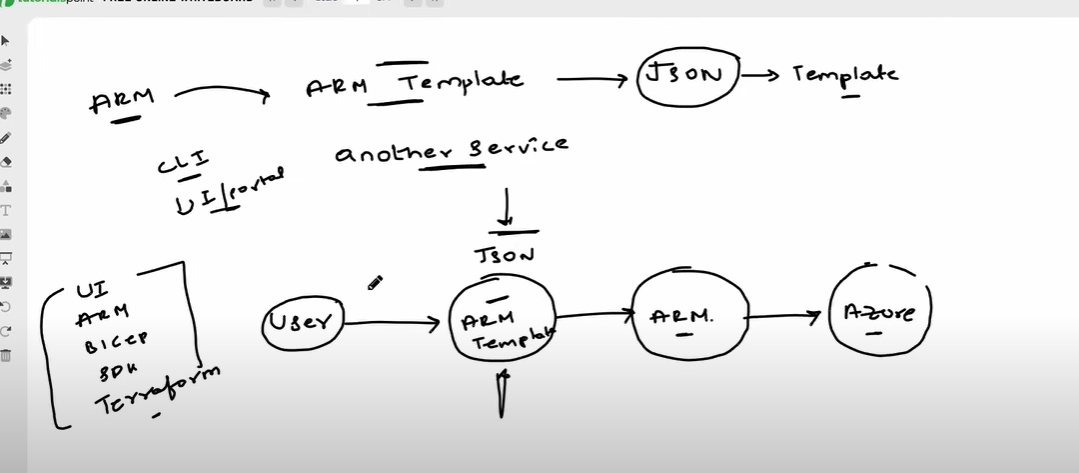 ARM → ARM Template → JSON → Template
CLI
UI/portal
another service
JSON
UI
ARM
BICEP
SDK
Terraform
User → ARM Template → ARM. → Azure